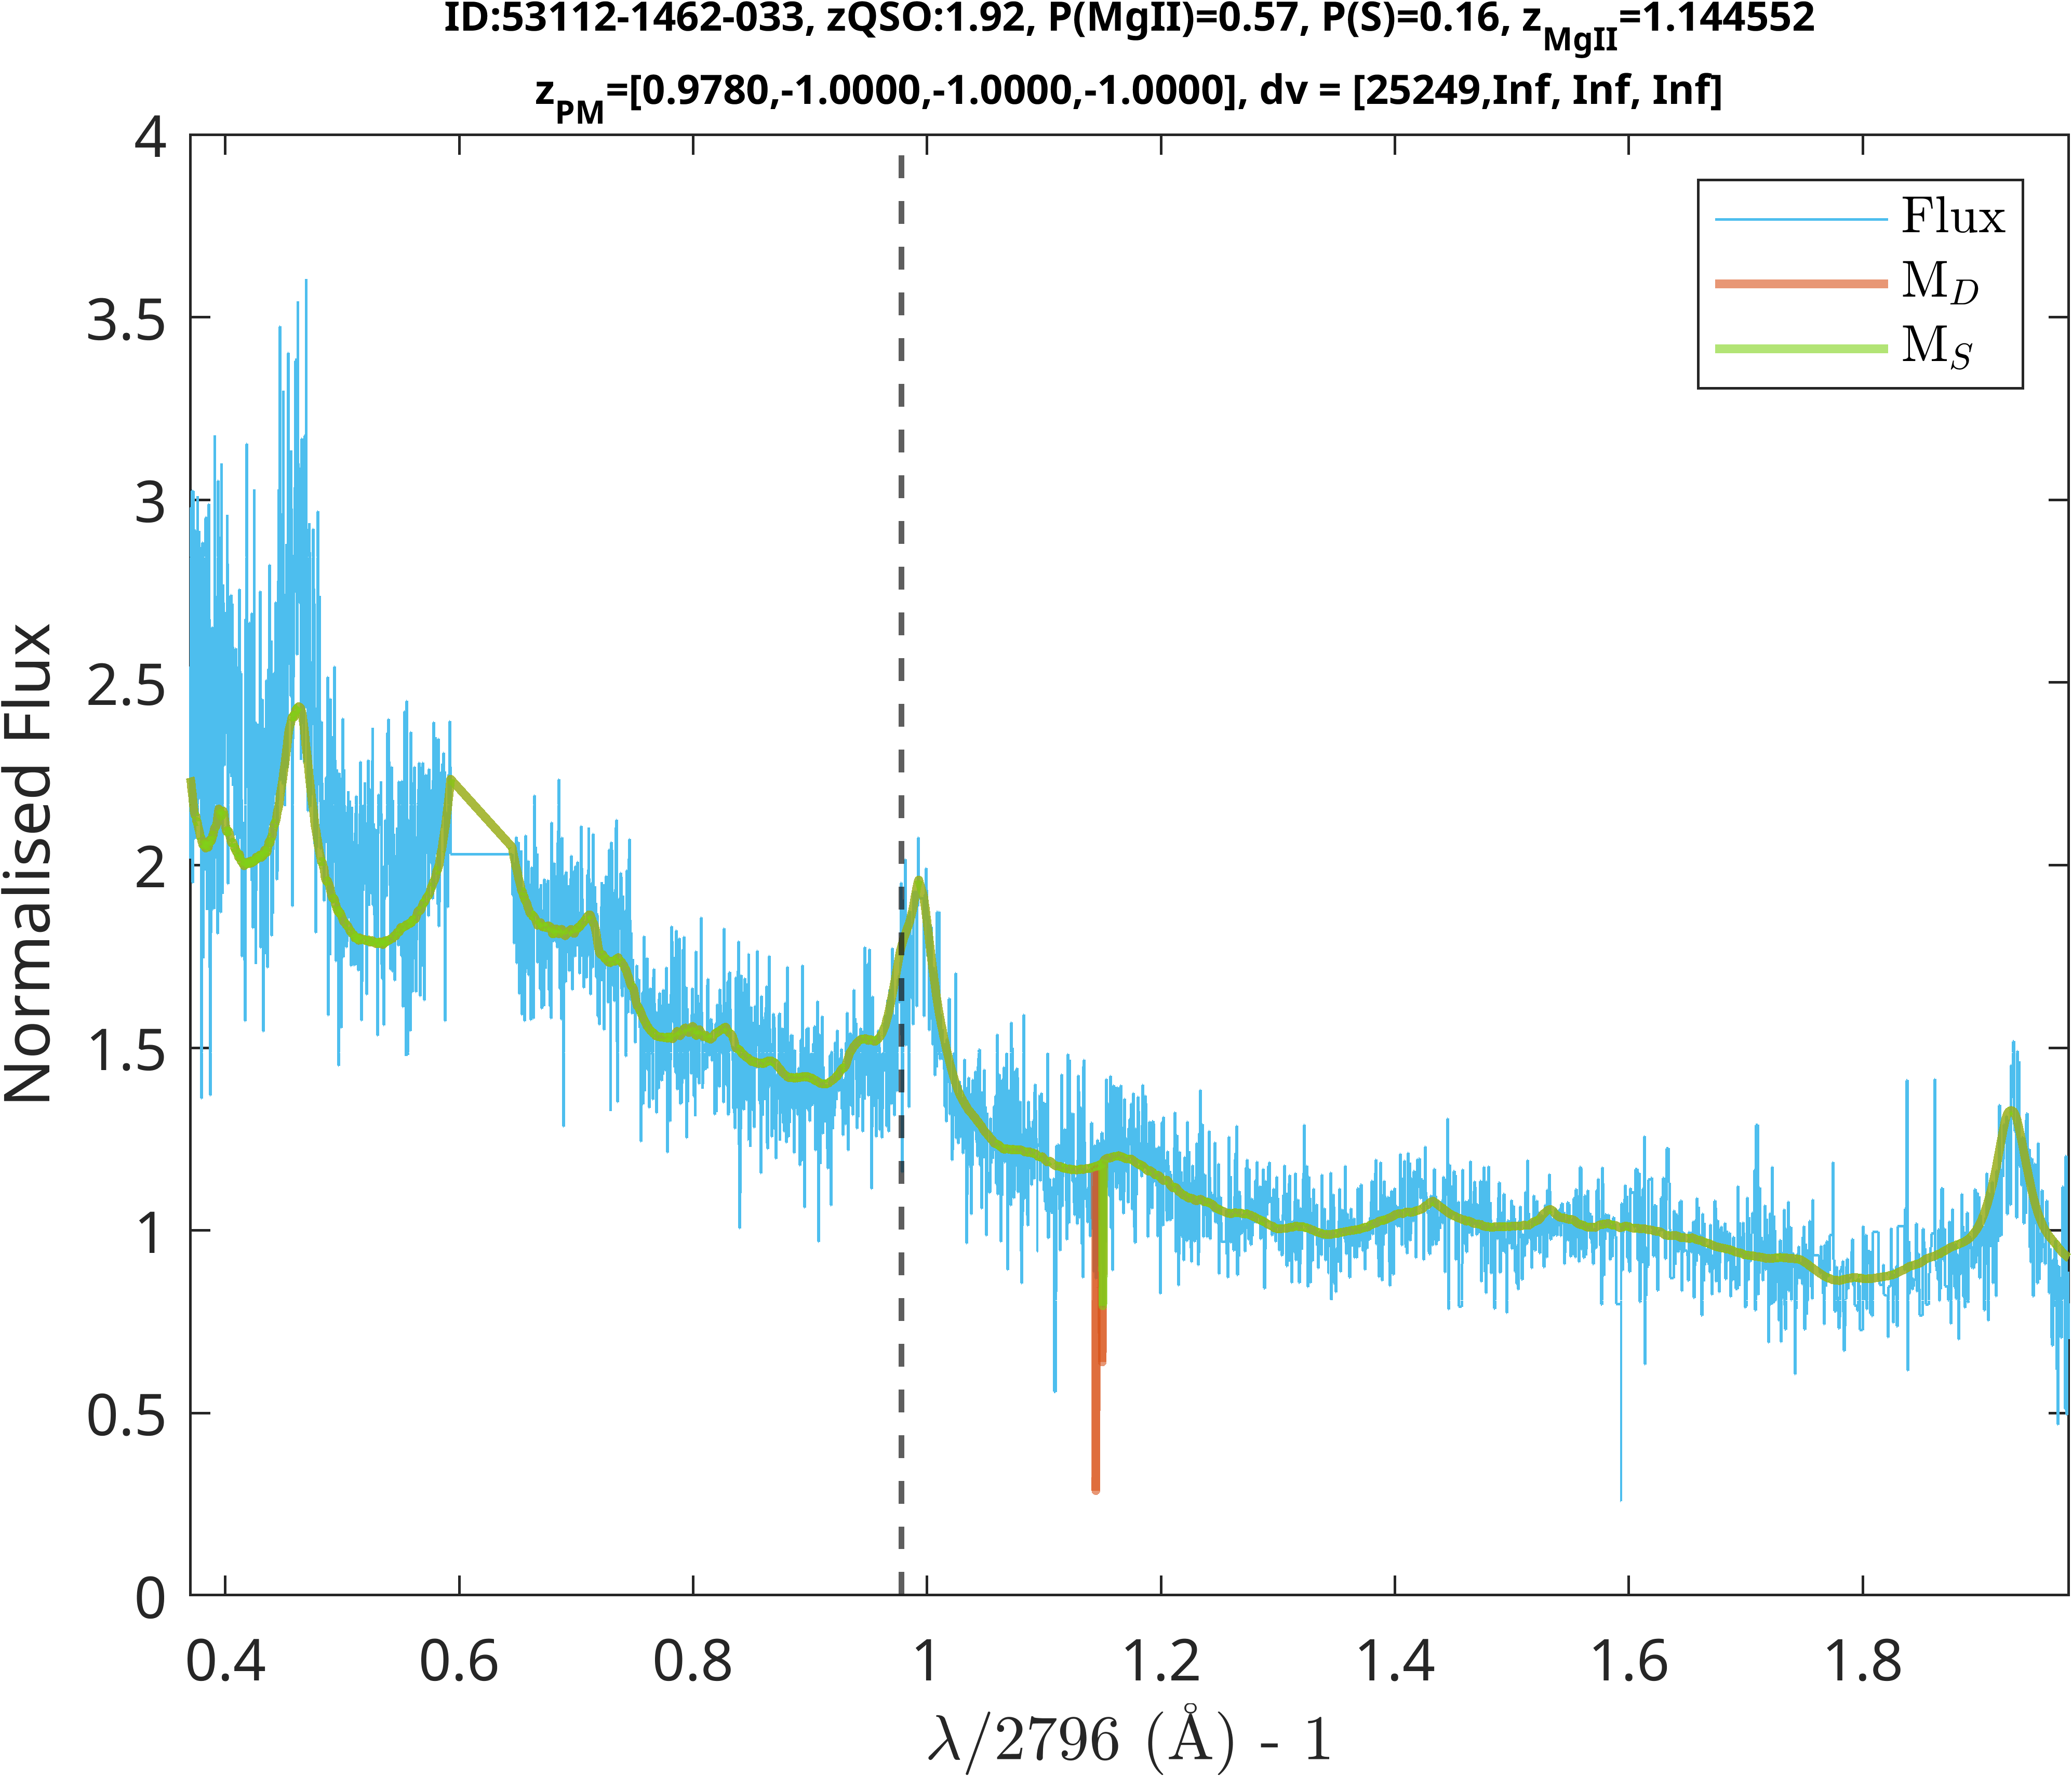 ID:53112-1462-033, zQSO:1.92, P(MgII)=0.57, P(S)=0.16, zMgII=1.144552
zPM=[0.9780,-1.0000,-1.0000,-1.0000], dv = [25249,Inf, Inf, Inf]
4
3.5
3
2.5
2
1.5
1
0.5
0
Normalised Flux
Flux
MD
MS
0.4 0.6 0.8 1 1.2 1.4 1.6 1.8
λ/2796 (Å) - 1